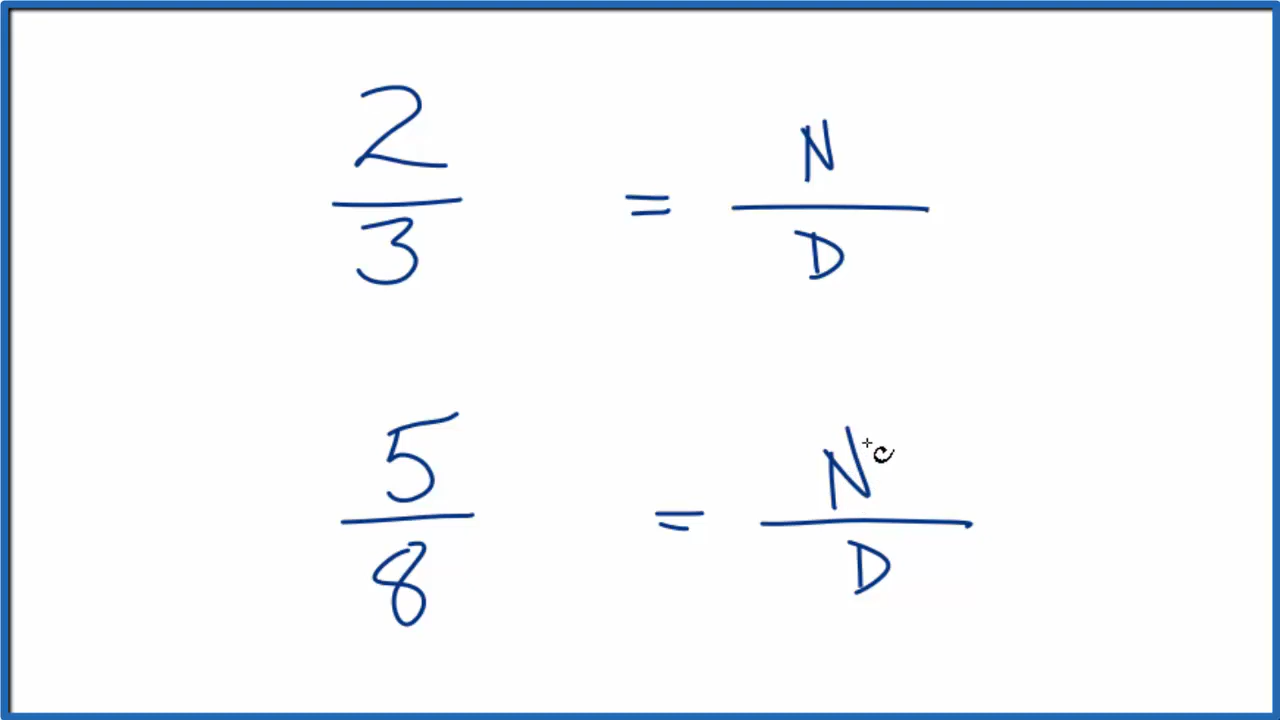 2/3 = N/D
5/8 = N/D